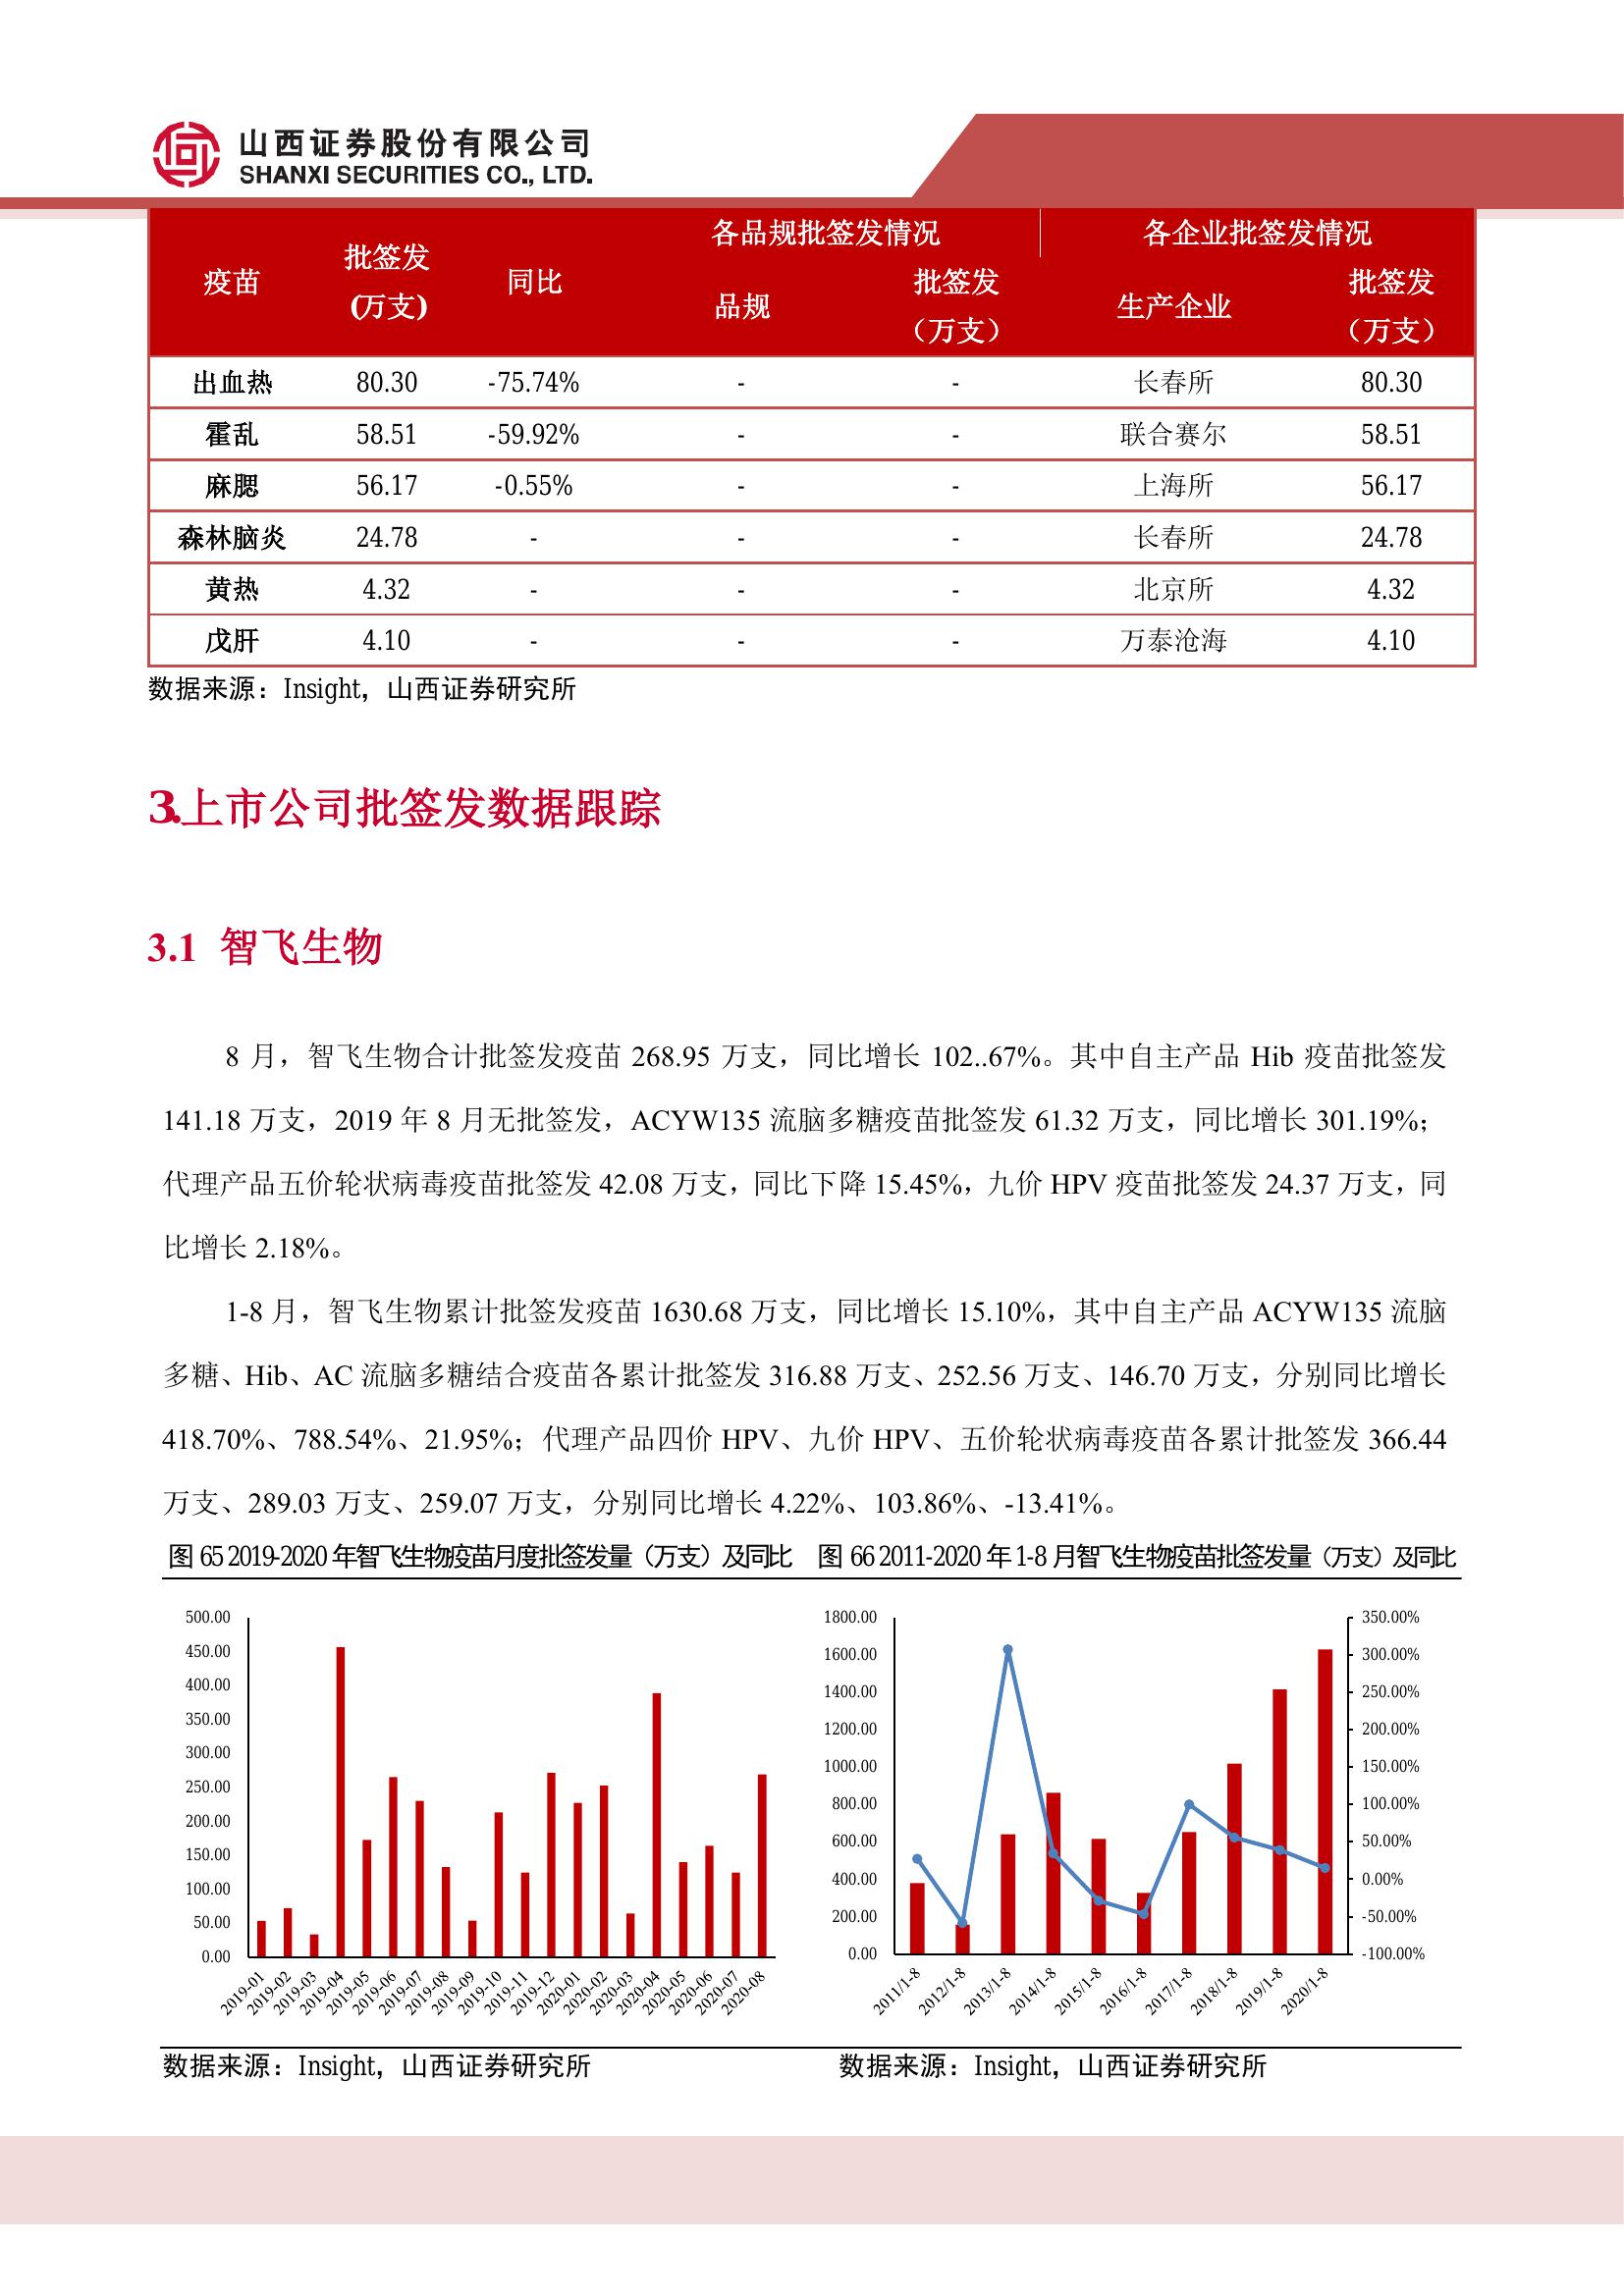 山西证券股份有限公司
SHANXI SECURITIES CO., LTD.
疫苗 批签发(万支) 同比 各品规批签发情况 各企业批签发情况
品规 批签发（万支） 生产企业 批签发（万支）
出血热 80.30 -75.74% - - 长春所 80.30
霍乱 58.51 -59.92% - - 联合赛尔 58.51
麻腮 56.17 -0.55% - - 上海所 56.17
森林脑炎 24.78 - - - 长春所 24.78
黄热 4.32 - - - 北京所 4.32
戊肝 4.10 - - - 万泰沧海 4.10
数据来源：Insight，山西证券研究所
3.上市公司批签发数据跟踪
3.1 智飞生物
8 月，智飞生物合计批签发疫苗 268.95 万支，同比增长 102..67%。其中自主产品 Hib 疫苗批签发
141.18 万支，2019 年 8 月无批签发，ACYW135 流脑多糖疫苗批签发 61.32 万支，同比增长 301.19%；
代理产品五价轮状病毒疫苗批签发 42.08 万支，同比下降 15.45%，九价 HPV 疫苗批签发 24.37 万支，同
比增长 2.18%。
1-8 月，智飞生物累计批签发疫苗 1630.68 万支，同比增长 15.10%，其中自主产品 ACYW135 流脑
多糖、Hib、AC 流脑多糖结合疫苗各累计批签发 316.88 万支、252.56 万支、146.70 万支，分别同比增长
418.70%、788.54%、21.95%；代理产品四价 HPV、九价 HPV、五价轮状病毒疫苗各累计批签发 366.44
万支、289.03 万支、259.07 万支，分别同比增长 4.22%、103.86%、-13.41%。
图 65 2019-2020 年智飞生物疫苗月度批签发量（万支）及同比
500.00
450.00
400.00
350.00
300.00
250.00
200.00
150.00
100.00
50.00
0.00
2019-01 2019-02 2019-03 2019-04 2019-05 2019-06 2019-07 2019-08 2019-09 2019-10 2019-11 2019-12 2020-01 2020-02 2020-03 2020-04 2020-05 2020-06 2020-07 2020-08
数据来源：Insight，山西证券研究所
图 66 2011-2020 年 1-8 月智飞生物疫苗批签发量（万支）及同比
1800.00 350.00%
1600.00 300.00%
1400.00 250.00%
1200.00 200.00%
1000.00 150.00%
800.00 100.00%
600.00 50.00%
400.00 0.00%
200.00 -50.00%
0.00 -100.00%
2011/1-8 2012/1-8 2013/1-8 2014/1-8 2015/1-8 2016/1-8 2017/1-8 2018/1-8 2019/1-8 2020/1-8
数据来源：Insight，山西证券研究所